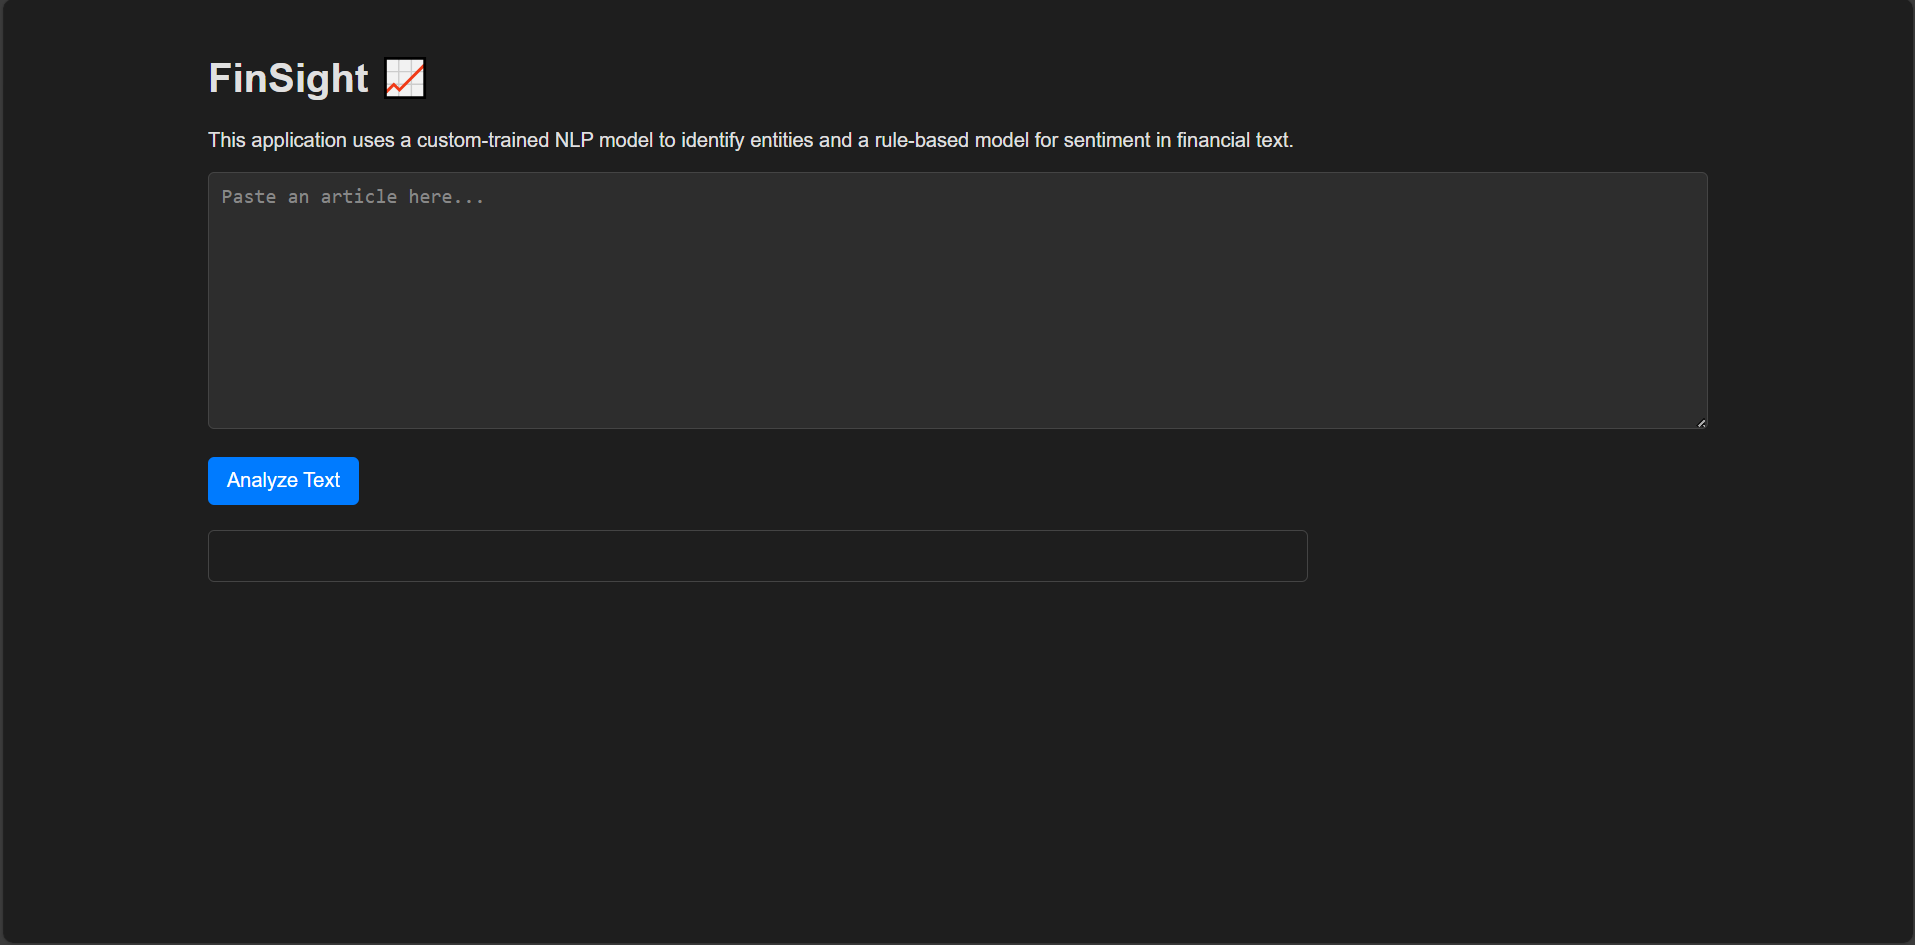 FinSight 📈
This application uses a custom-trained NLP model to identify entities and a rule-based model for sentiment in financial text.
Paste an article here...
Analyze Text